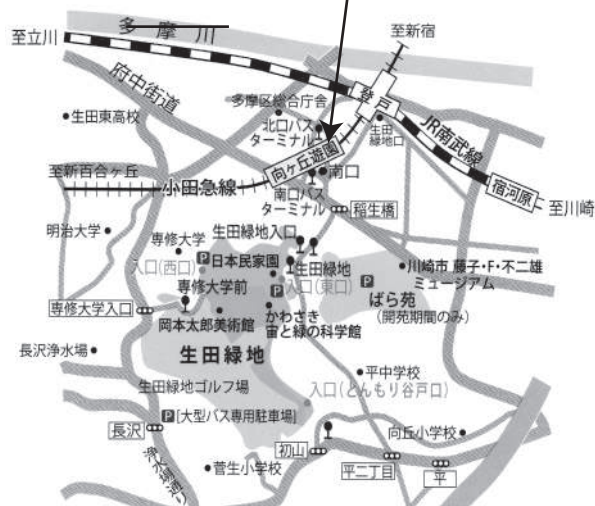 至立川
多摩川
至新宿
府中街道
多摩区総合庁舎
登戸
生田東高校
北口バス
ターミナル
生田
緑地口
JR南武線
向ヶ丘遊園
南口
至新百合ヶ丘
小田急線
宿河原
至川崎
南口バス
ターミナル
稲生橋
明治大学
生田緑地入口
専修大学
入口(西口)
P日本民家園
生田緑地
川崎市 藤子・F・不二雄
ミュージアム
専修大学前
P
入口(東口)
P
ばら苑
(開苑期間のみ)
専修大学入口
岡本太郎美術館
かわさき
宙と緑の科学館
長沢浄水場
生田緑地
平中学校
生田緑地ゴルフ場
入口(とんもり谷戸口)
P[大型バス専用駐車場]
長沢
向丘小学校
初山
浄水場通り
菅生小学校
平二丁目
平